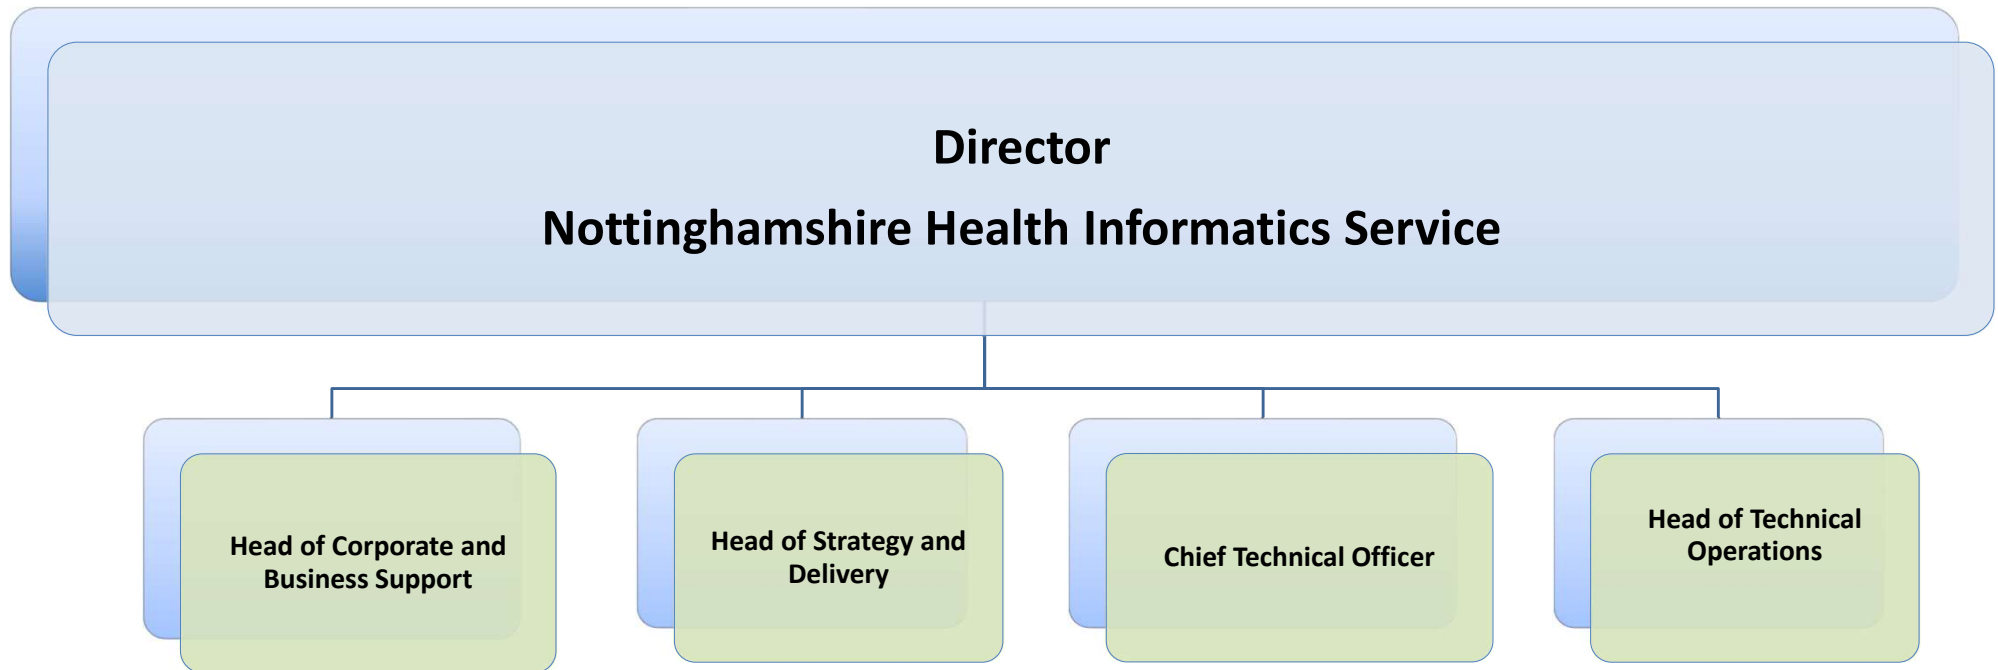 Director
Nottinghamshire Health Informatics Service
Head of Corporate and
Business Support
Head of Strategy and
Delivery
Chief Technical Officer
Head of Technical
Operations